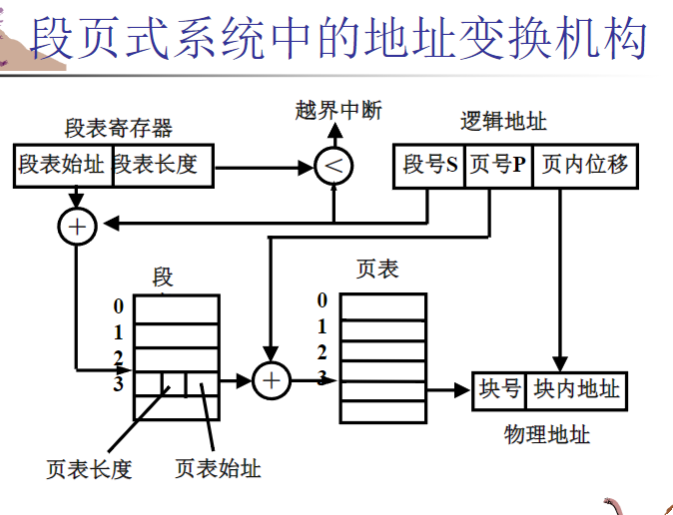 段页式系统中的地址变换机构
越界中断
段表寄存器
逻辑地址
段表始址 段表长度
<
段号S 页号P 页内位移
+
段
页表
0
1
2
3
0
1
2
3
+
块号 块内地址
物理地址
页表长度 页表始址